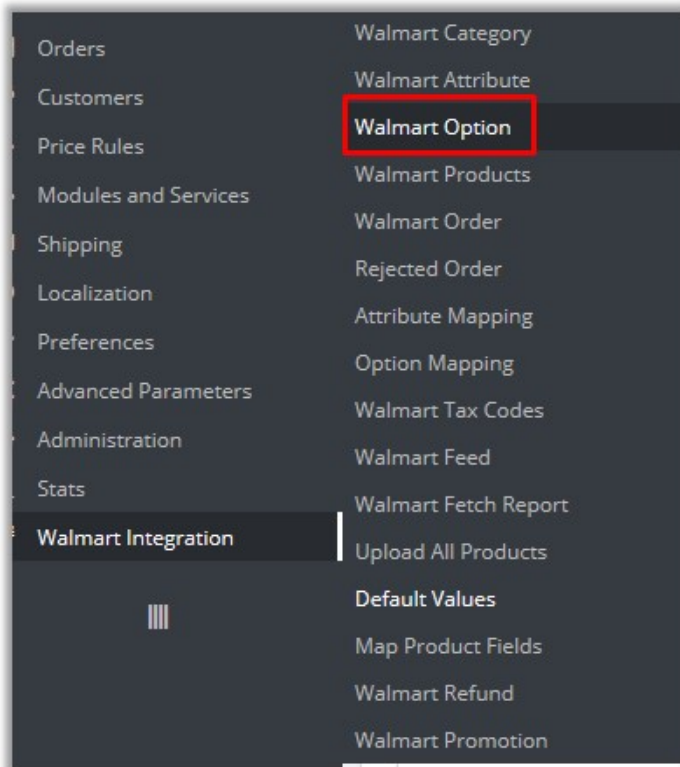 Orders
Customers
Price Rules
Modules and Services
Shipping
Localization
Preferences
Advanced Parameters
Administration
Stats
Walmart Integration
Walmart Category
Walmart Attribute
Walmart Option
Walmart Products
Walmart Order
Rejected Order
Attribute Mapping
Option Mapping
Walmart Tax Codes
Walmart Feed
Walmart Fetch Report
Upload All Products
Default Values
Map Product Fields
Walmart Refund
Walmart Promotion